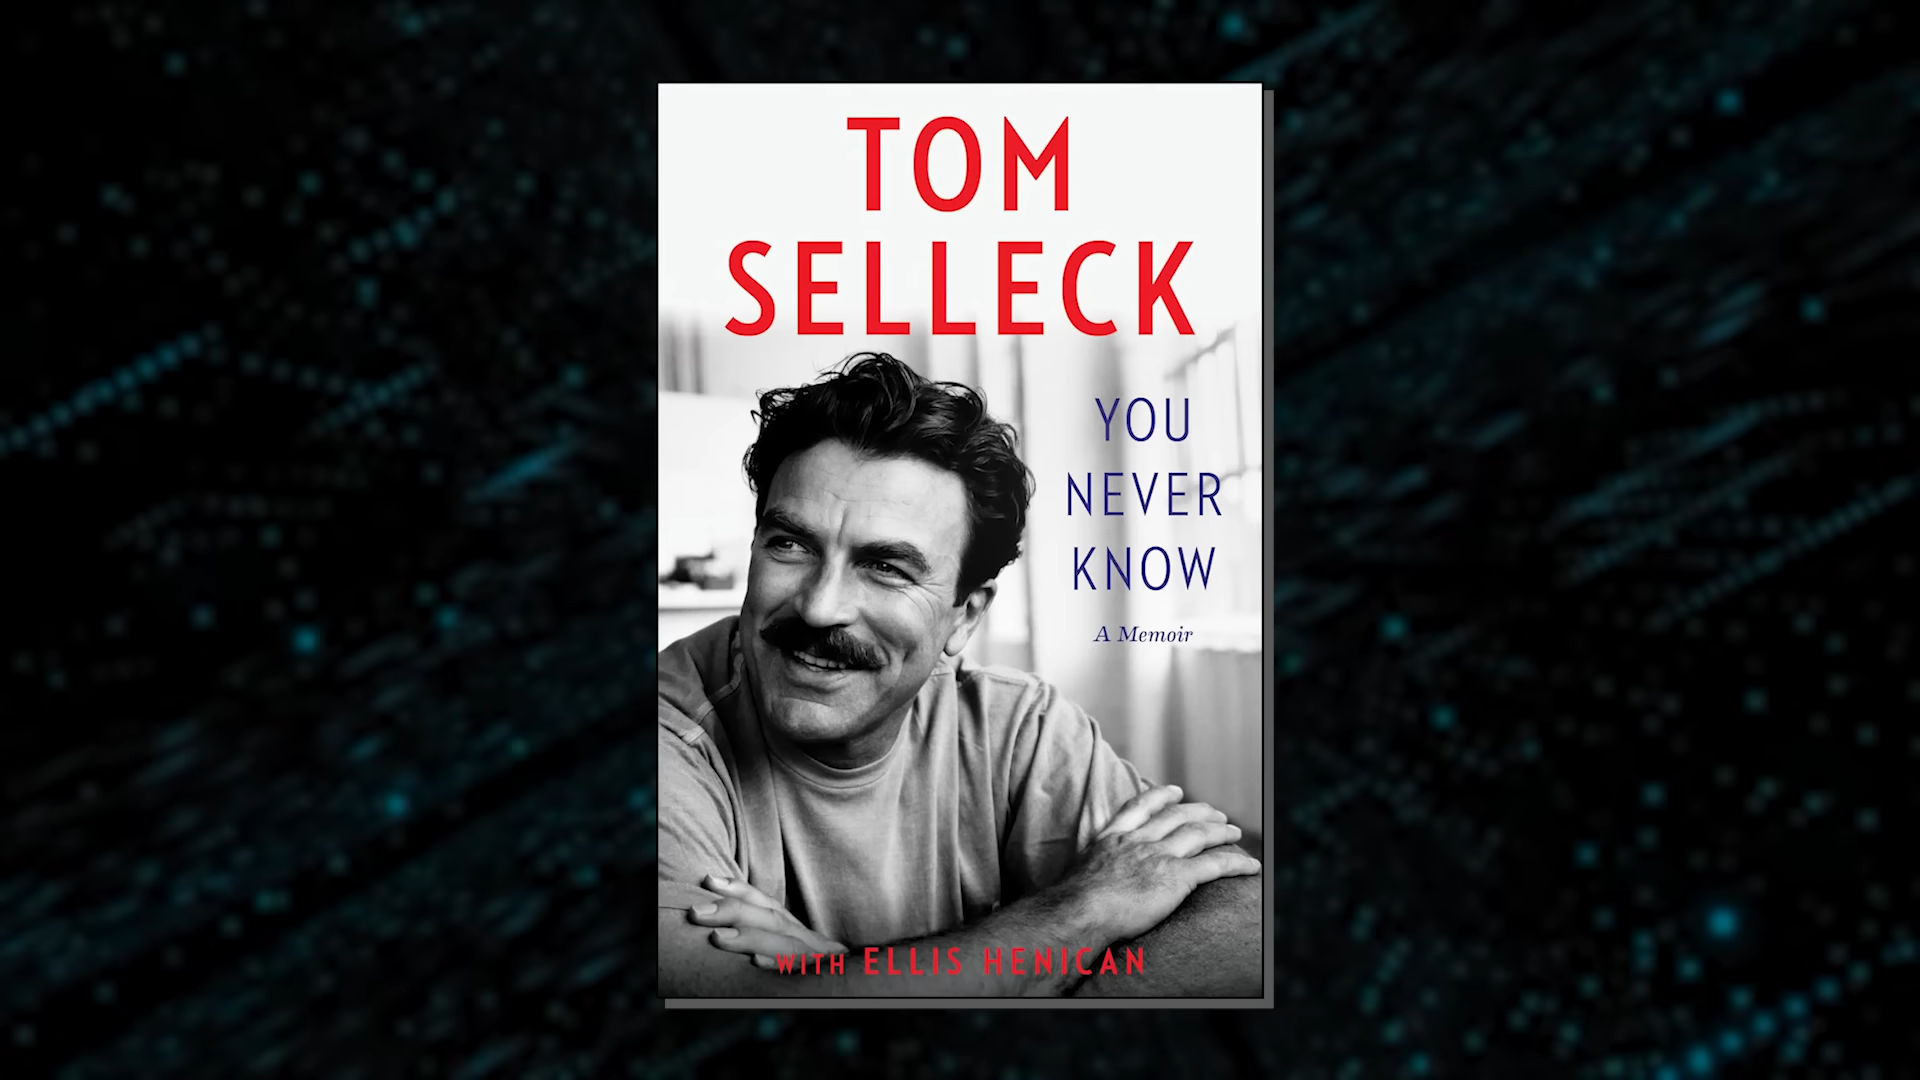 TOM
SELLECK
YOU
NEVER
KNOW
A Memoir
WITH ELLIS HENICAN